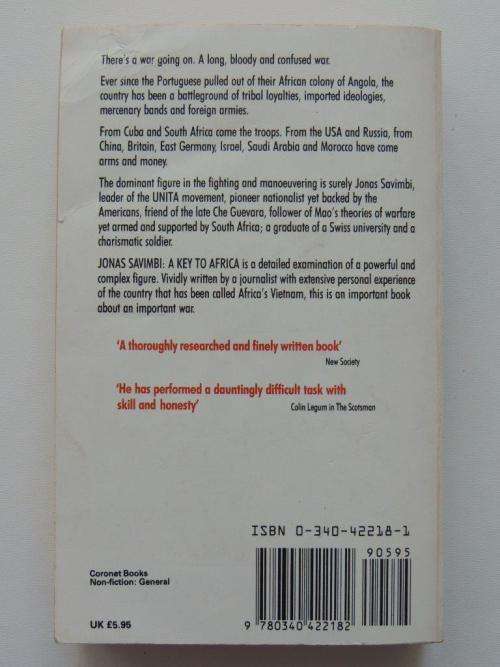 There's a war going on. A long, bloody and confused war.
Ever since the Portuguese pulled out of their African colony of Angola, the
country has been a battleground of tribal loyalties, imported ideologies,
mercenary bands and foreign armies.
From Cuba and South Africa came the troops. From the USA and Russia, from
China, Britain, East Germany, Israel, Saudi Arabia and Morocco have come
arms and money.
The dominant figure in the fighting and manoeuvering is surely Jonas Savimbi,
leader of the UNITA movement, pioneer nationalist yet backed by the
Americans, friend of the late Che Guevara, follower of Mao's theories of warfare
yet armed and supported by South Africa; a graduate of a Swiss university and a
charismatic soldier.
JONAS SAVIMBI: A KEY TO AFRICA is a detailed examination of a powerful and
complex figure. Vividly written by a journalist with extensive personal experience
of the country that has been called Africa's Vietnam, this is an important book
about an important war.
'A thoroughly researched and finely written book'
New Society
'He has performed a dauntingly difficult task with
skill and honesty'
Colin Legum in The Scotsman
ISBN 0-340-42218-1
90595
Coronet Books
Non-fiction: General
UK £5.95
9 780340 422182